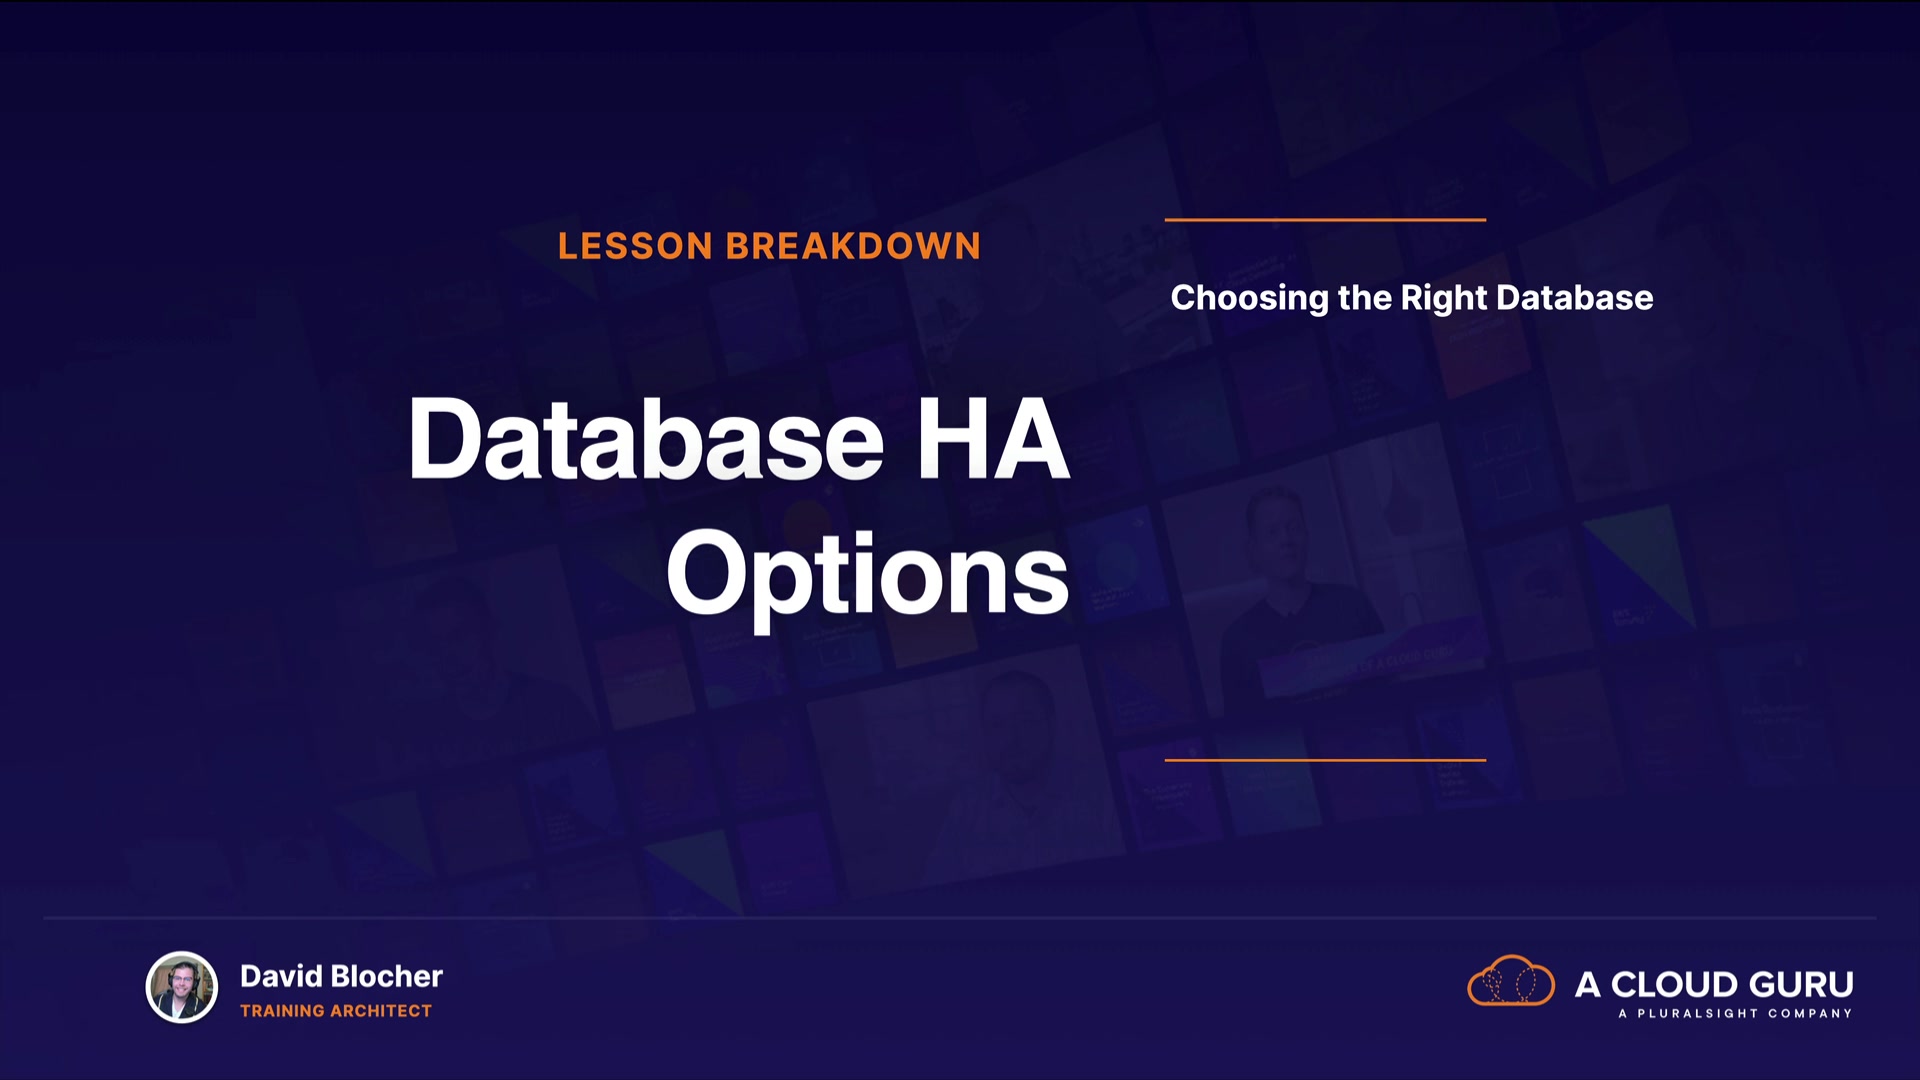 LESSON BREAKDOWN
Database HA
Options
Choosing the Right Database
David Blocher
TRAINING ARCHITECT
A CLOUD GURU
A PLURALSIGHT COMPANY